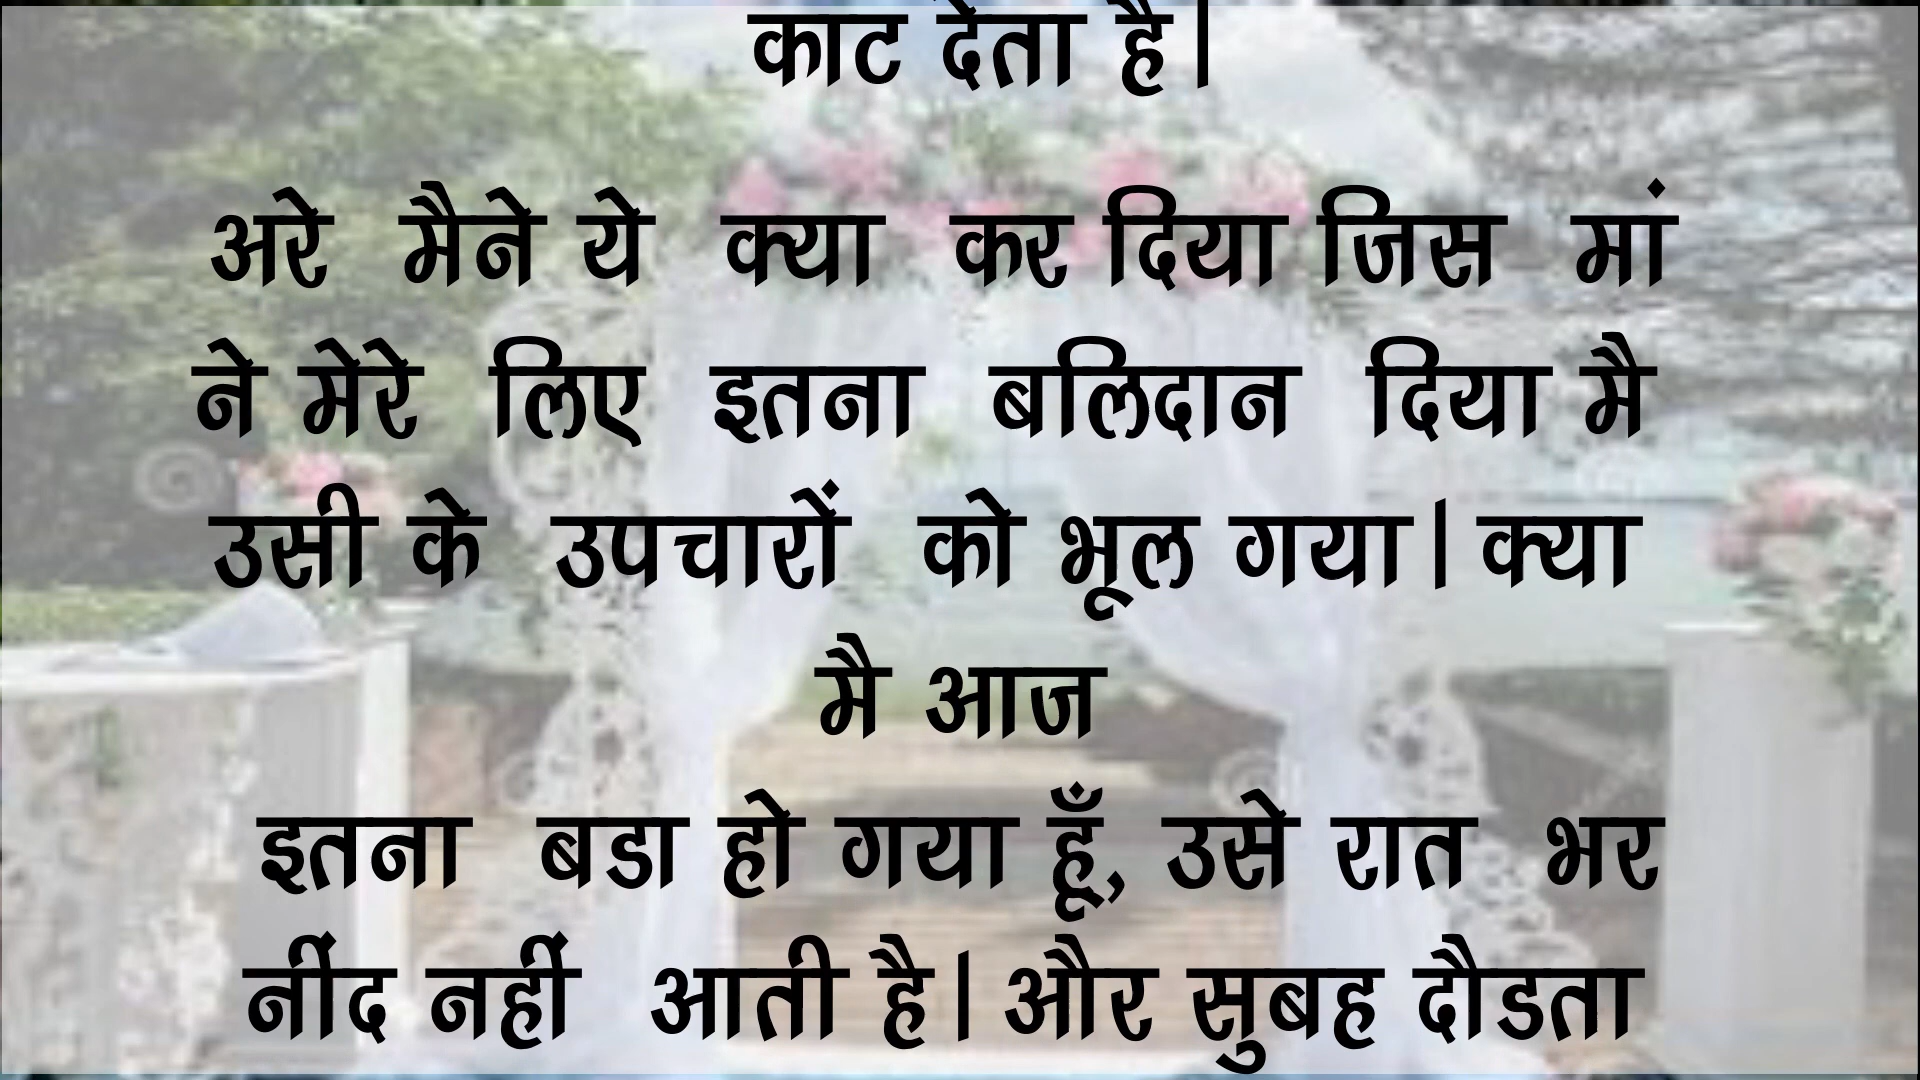 काट देता है।
अरे मैने ये क्या कर दिया जिस मां
ने मेरे लिए इतना बलिदान दिया मै
उसी के उपचारों को भूल गया। क्या
मै आज
इतना बडा हो गया हूँ, उसे रात भर
नींद नहीं आती है। और सुबह दौडता